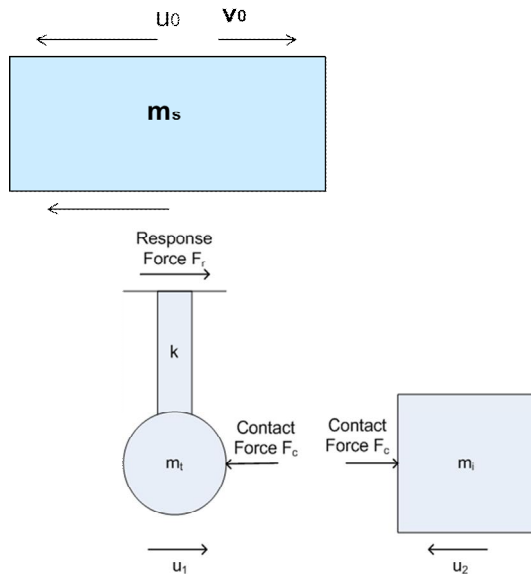 u0 v0
ms
Response
Force Fr
k
Contact
Force Fc
Contact
Force Fc
mt
mi
u1
u2